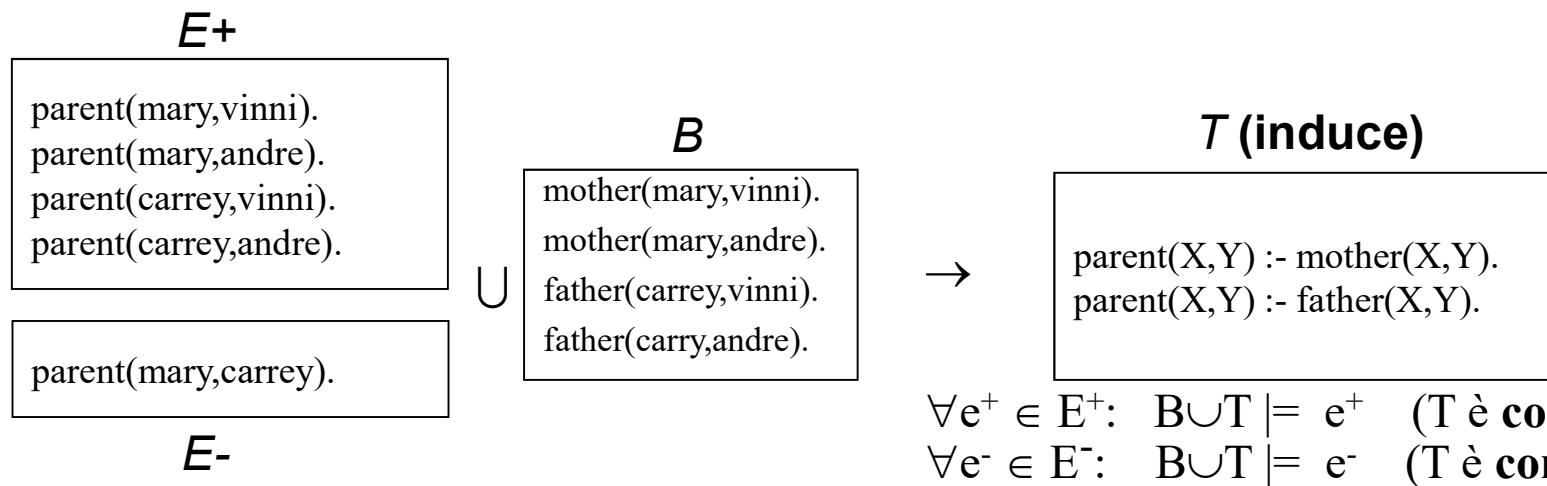 E+
parent(mary,vinni).
parent(mary,andre).
parent(carrey,vinni).
parent(carrey,andre).
parent(mary,carrey).
E-
∪
B
mother(mary,vinni).
mother(mary,andre).
father(carrey,vinni).
father(carry,andre).
→
T (induce)
parent(X,Y) :- mother(X,Y).
parent(X,Y) :- father(X,Y).
∀e⁺ ∈ E⁺: B∪T |= e⁺ (T è
∀e⁻ ∈ E⁻: B∪T |= e⁻ (T è